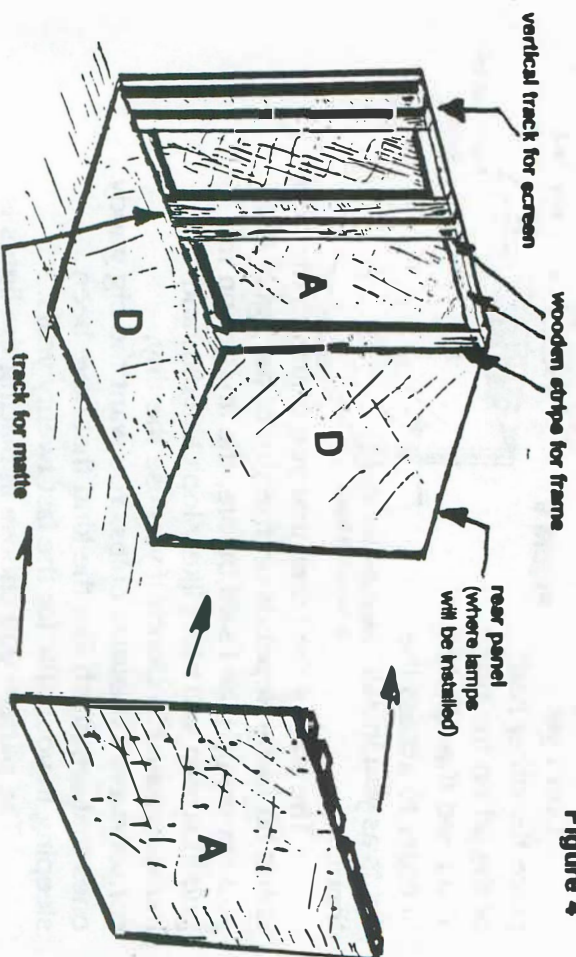 Figure 4
vertical track for screen
wooden stripe for frame
rear panel
(where lamps
will be installed)
A
D
D
A
track for matte